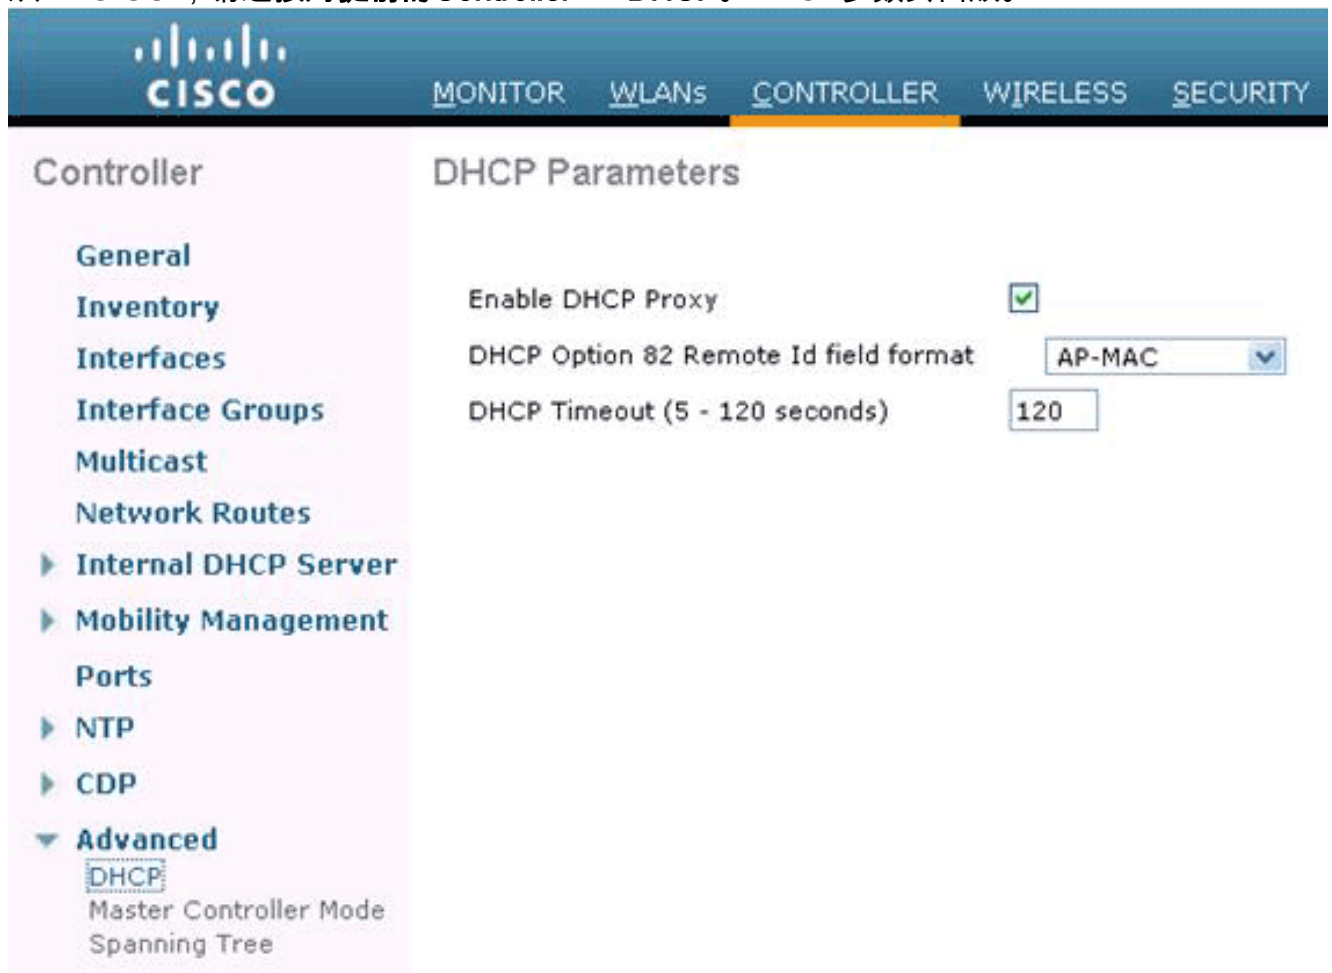 CISCO
MONITOR WLANs CONTROLLER WIRELESS SECURITY
Controller
General
Inventory
Interfaces
Interface Groups
Multicast
Network Routes
Internal DHCP Server
Mobility Management
Ports
NTP
CDP
Advanced
DHCP
Master Controller Mode
Spanning Tree
DHCP Parameters
Enable DHCP Proxy
DHCP Option 82 Remote Id field format AP-MAC
DHCP Timeout (5 - 120 seconds) 120